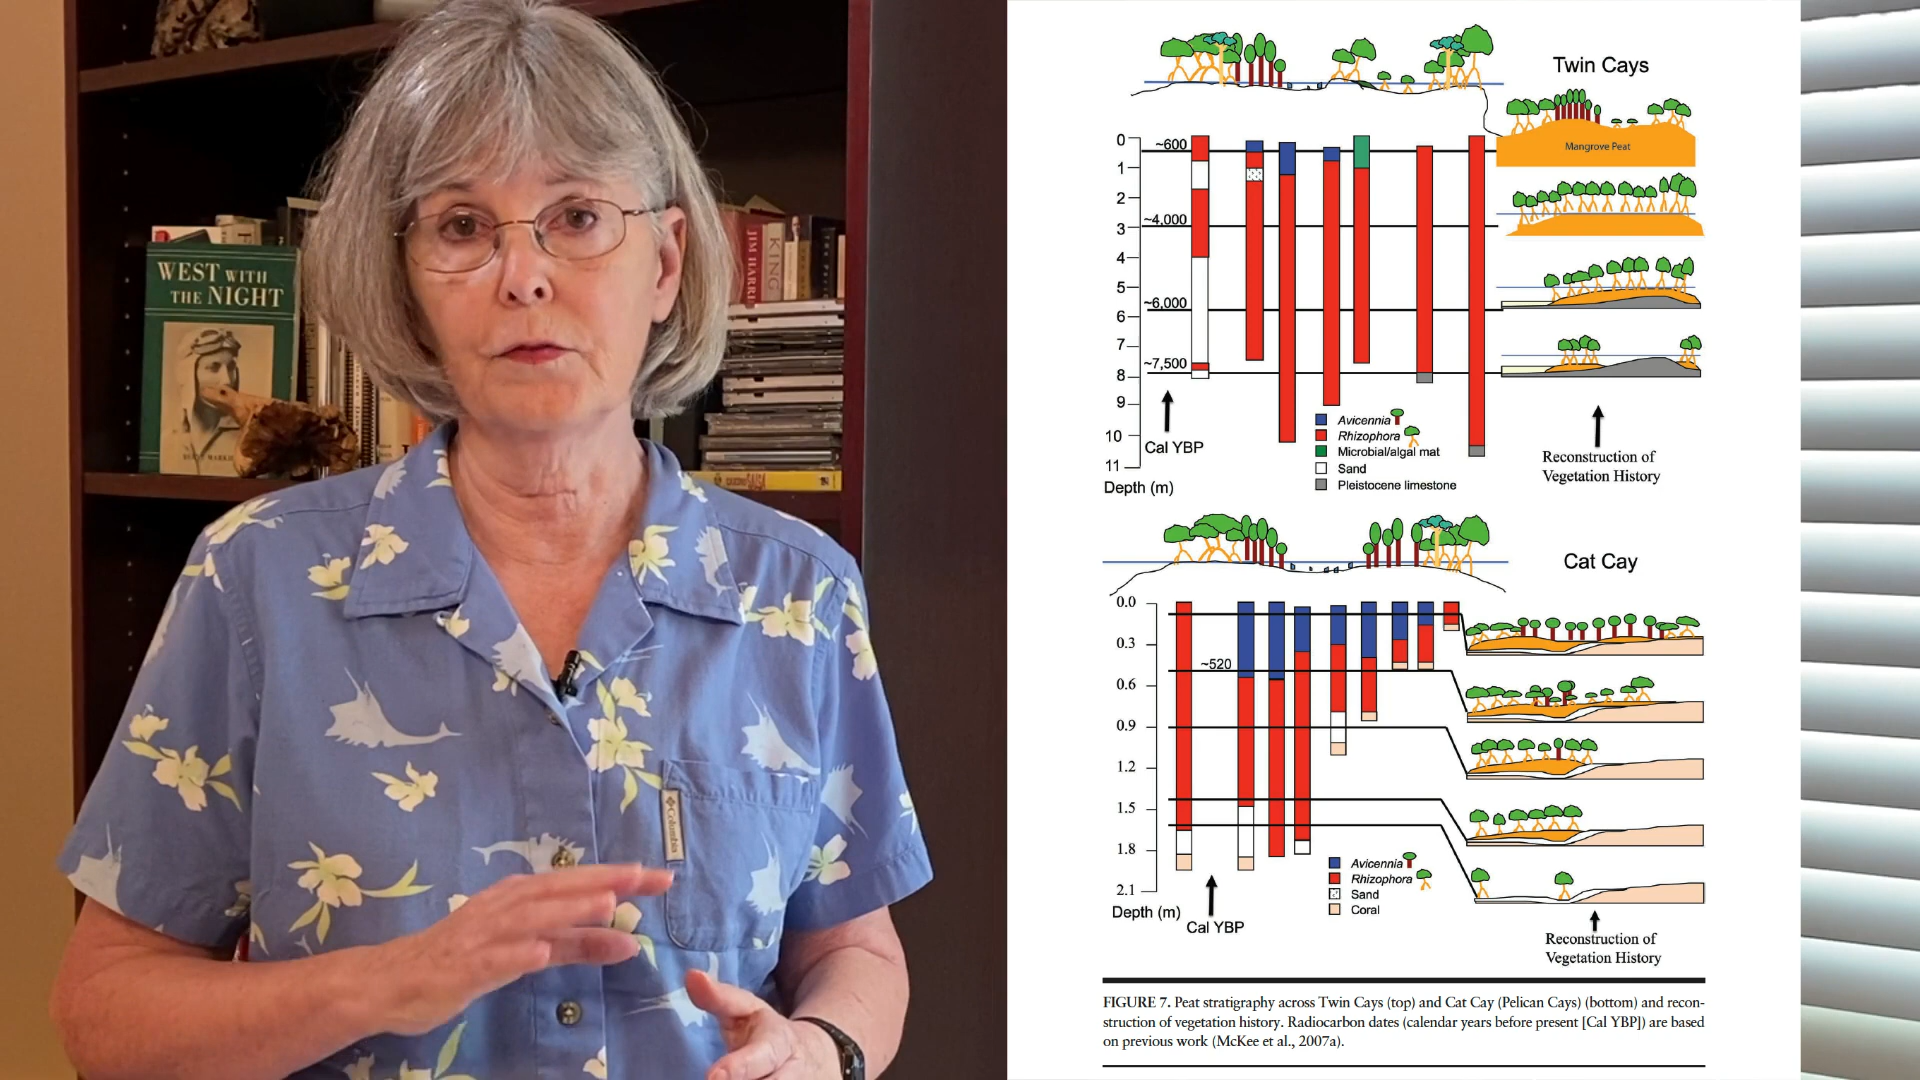 WEST WITH
THE NIGHT
JIM HARRI
KING
Columbia
Twin Cays
Mangrove Peat
0
~600
1
2
~4,000
3
4
5
~6,000
6
7
~7,500
8
9
10
11
Depth (m)
Cal YBP
Avicennia
Rhizophora
Microbial/algal mat
Sand
Pleistocene limestone
Reconstruction of
Vegetation History
Cat Cay
0.0
0.3
~520
0.6
0.9
1.2
1.5
1.8
2.1
Depth (m)
Cal YBP
Avicennia
Rhizophora
Sand
Coral
Reconstruction of
Vegetation History
FIGURE 7. Peat stratigraphy across Twin Cays (top) and Cat Cay (Pelican Cays) (bottom) and recon-
struction of vegetation history. Radiocarbon dates (calendar years before present [Cal YBP]) are based
on previous work (McKee et al., 2007a).